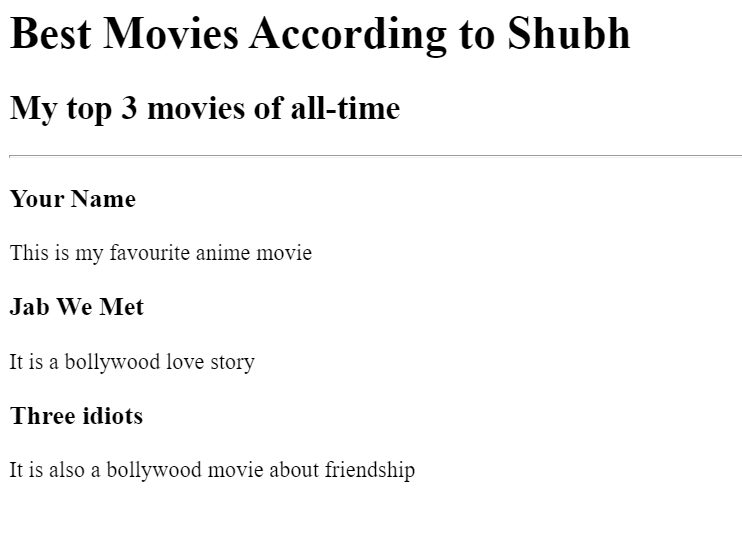 Best Movies According to Shubh
My top 3 movies of all-time
Your Name
This is my favourite anime movie
Jab We Met
It is a bollywood love story
Three idiots
It is also a bollywood movie about friendship